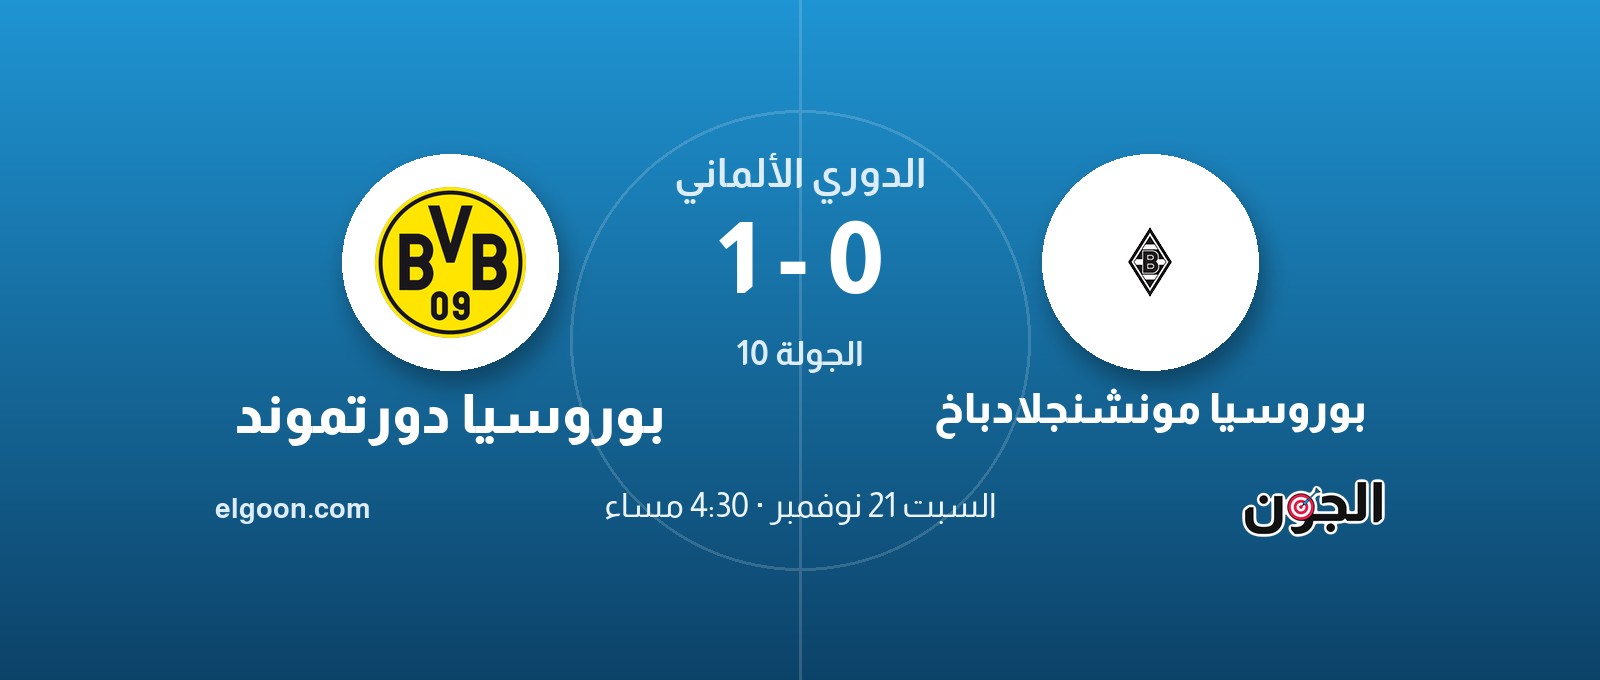 الدوري الألماني
1 - 0
الجولة 10
بوروسيا مونشنجلادباخ
B
بوروسيا دورتموند
BVB
09
السبت 21 نوفمبر · 4:30 مساء
الجون
elgoon.com